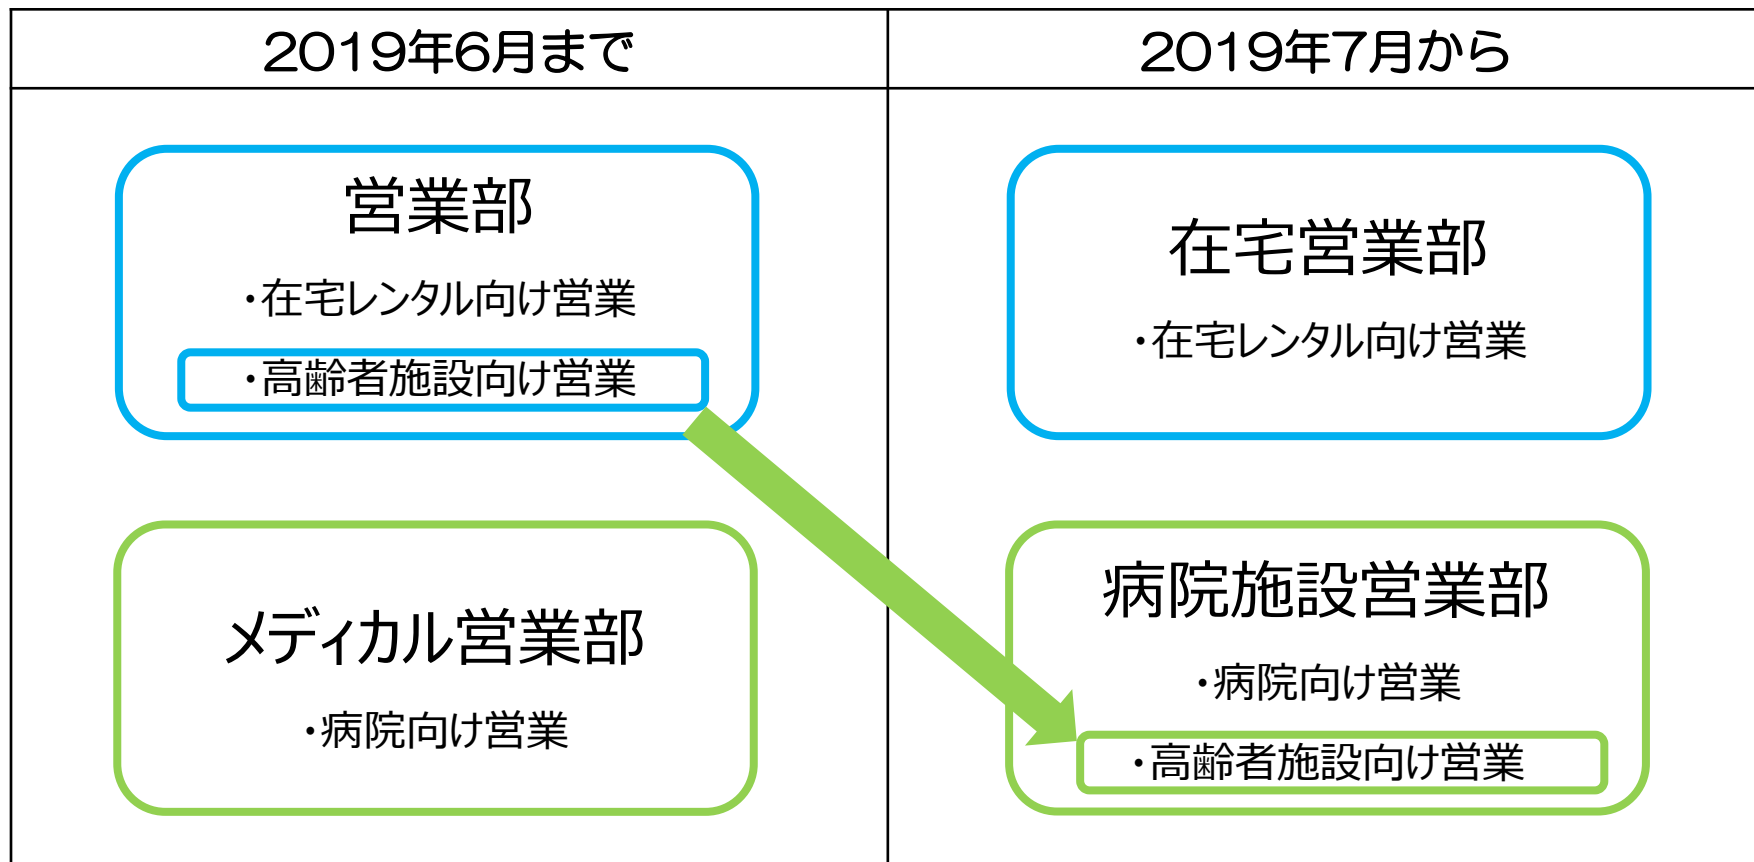 2019年6月まで
2019年7月から
営業部
・在宅レンタル向け営業
・高齢者施設向け営業
在宅営業部
・在宅レンタル向け営業
メディカル営業部
・病院向け営業
病院施設営業部
・病院向け営業
・高齢者施設向け営業